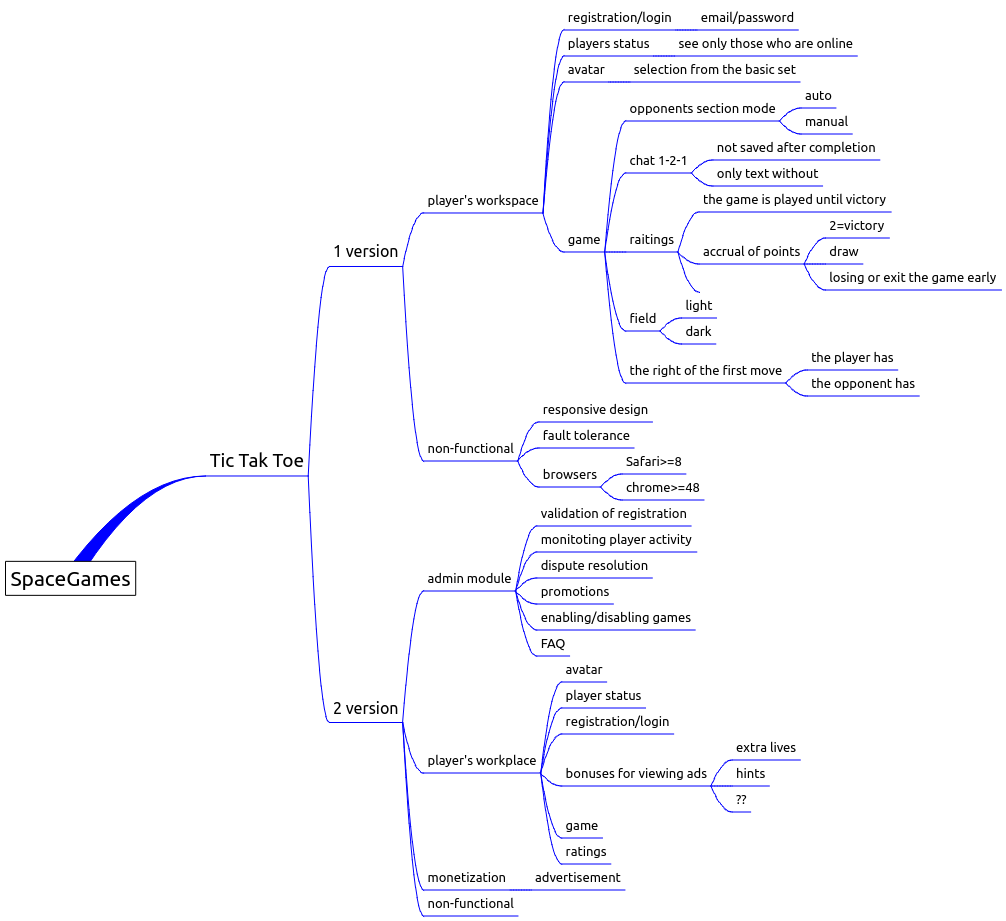 registration/login
email/password
players status
see only those who are online
avatar
selection from the basic set
opponents section mode
auto
manual
chat 1-2-1
not saved after completion
only text without
player's workspace
the game is played until victory
game
raitings
accrual of points
2=victory
draw
losing or exit the game early
1 version
field
light
dark
the right of the first move
the player has
the opponent has
non-functional
responsive design
fault tolerance
browsers
Safari>=8
chrome>=48
Tic Tak Toe
SpaceGames
validation of registration
monitoting player activity
admin module
dispute resolution
promotions
enabling/disabling games
FAQ
2 version
avatar
player status
registration/login
player's workplace
bonuses for viewing ads
extra lives
hints
??
game
ratings
monetization
advertisement
non-functional